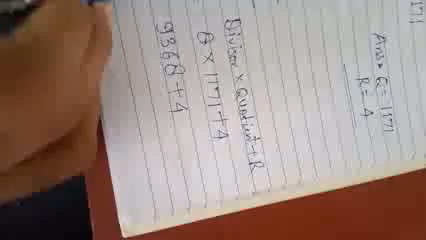 Ans. Q = 1171
R = 4
Divisor × Quotient + R
8 × 1171 + 4
9368 + 4